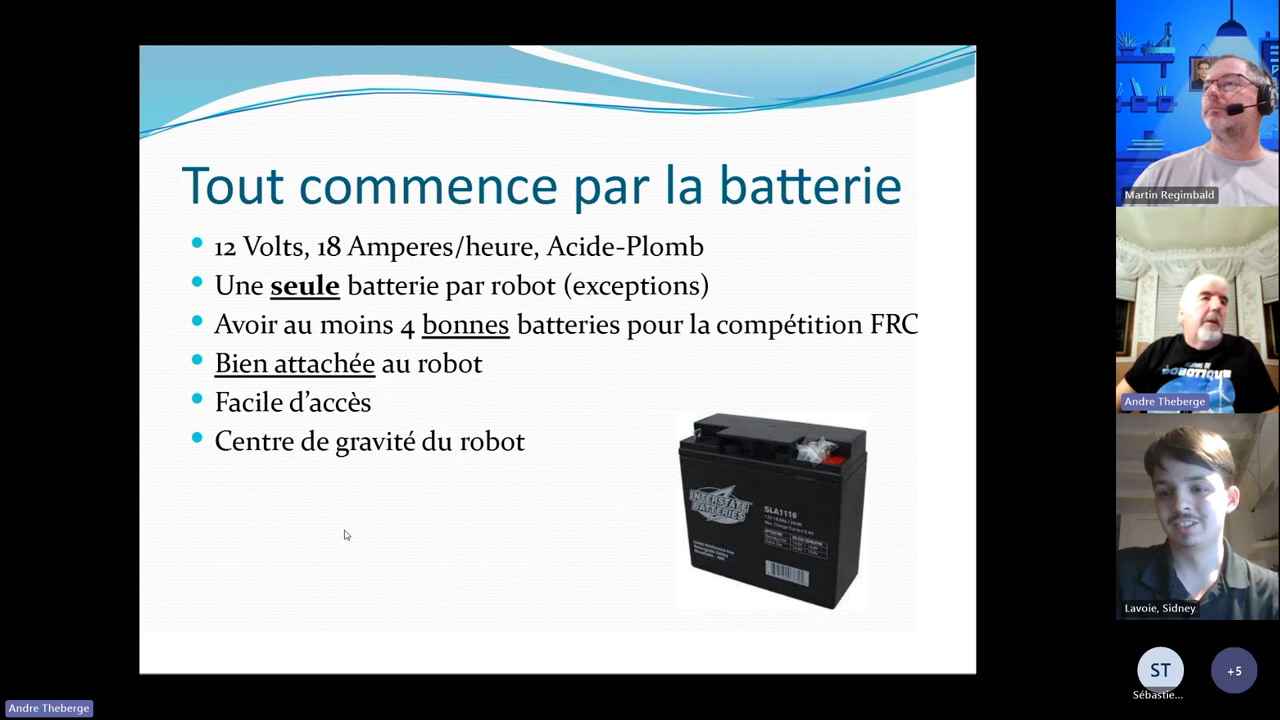 Tout commence par la batterie
12 Volts, 18 Amperes/heure, Acide-Plomb
Une seule batterie par robot (exceptions)
Avoir au moins 4 bonnes batteries pour la compétition FRC
Bien attachée au robot
Facile d'accès
Centre de gravité du robot
INTERSTATE
BATTERIES
SLA1116
Martin Regimbald
Andre Theberge
Lavoie, Sidney
ST
Sébastie...
+5
Andre Theberge